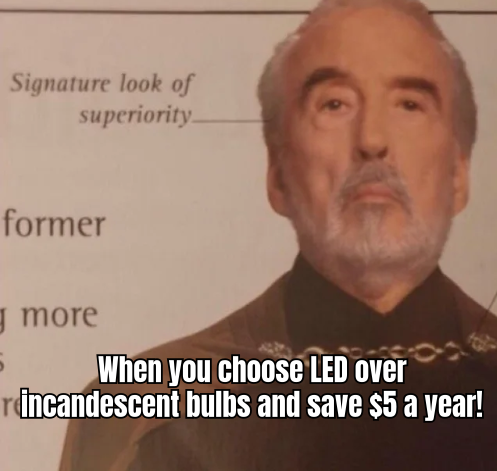 Signature look of
superiority
former
more
When you choose LED over
incandescent bulbs and save $5 a year!